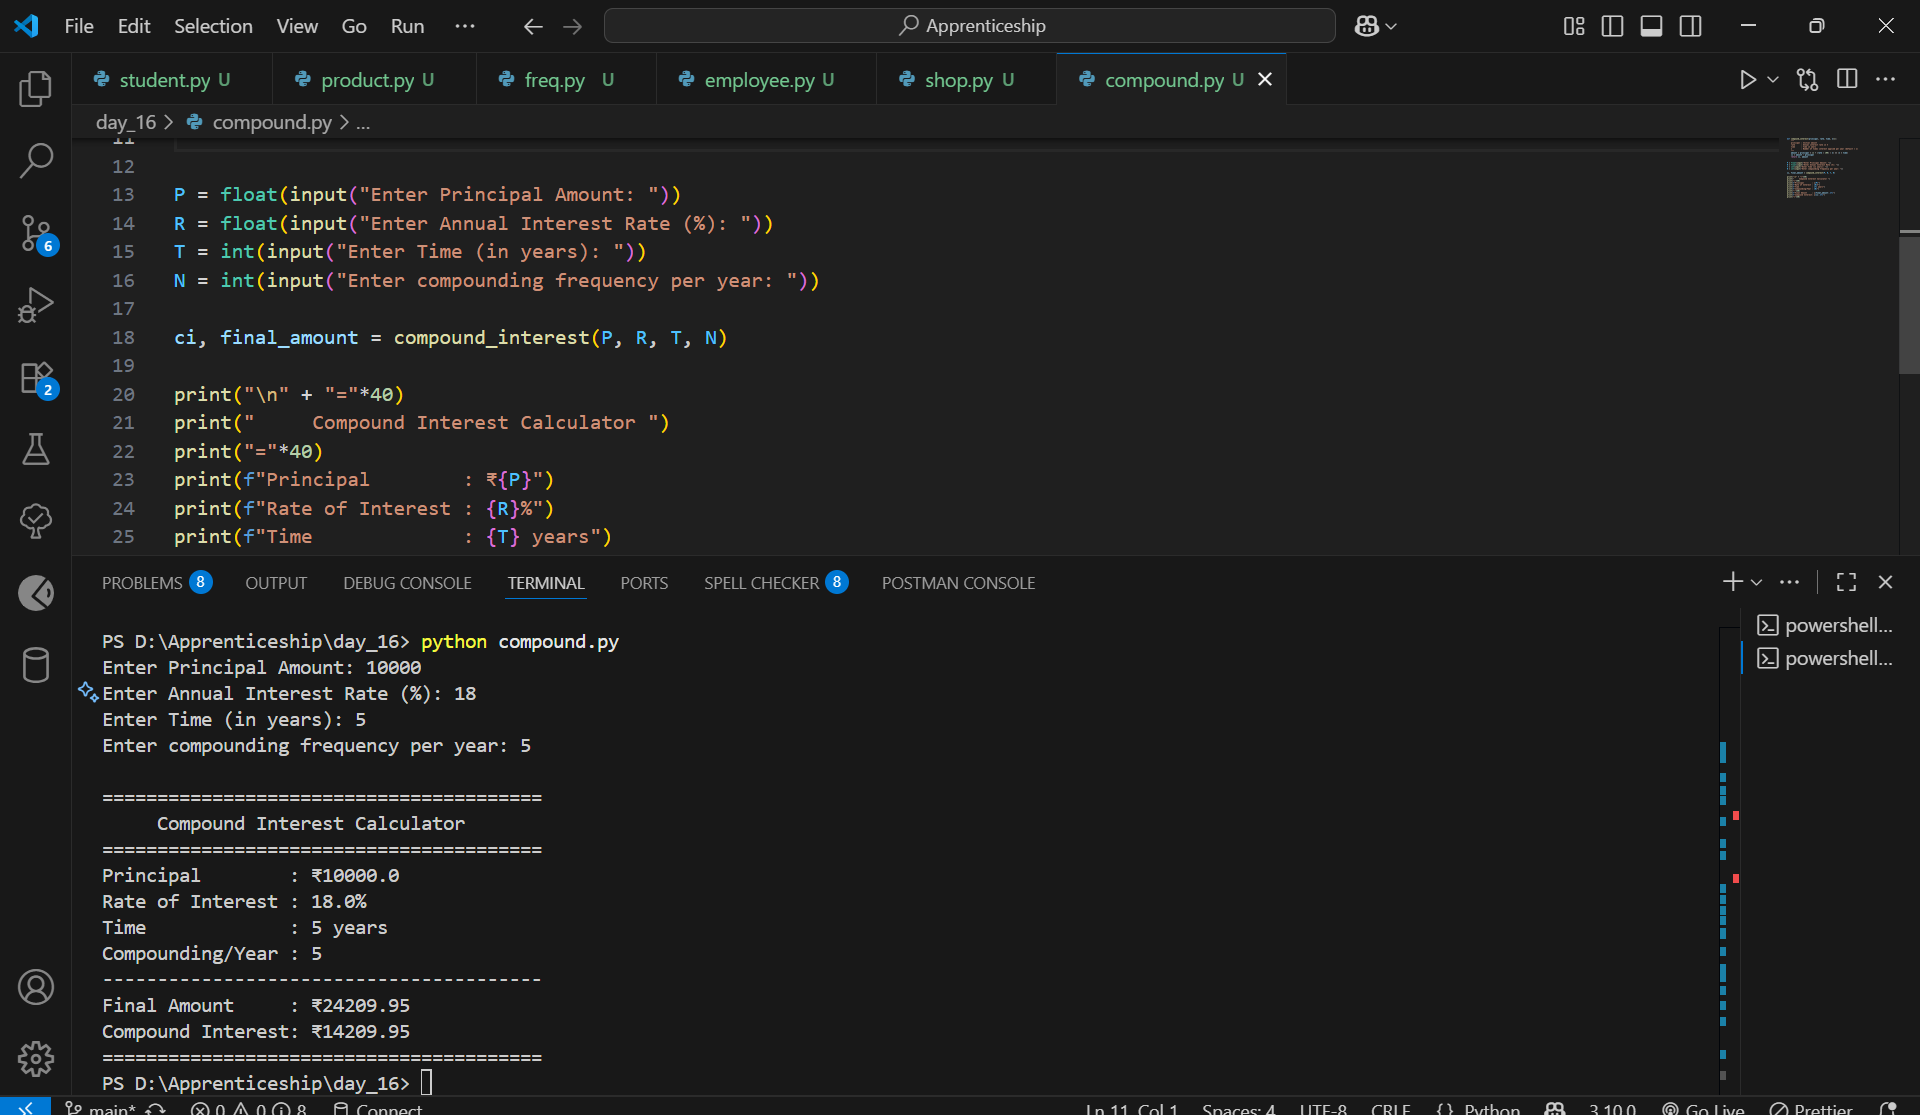 File Edit Selection View Go Run ... Apprenticeship
student.py U product.py U freq.py U employee.py U shop.py U compound.py U
day_16 > compound.py > ...
11
12
13 P = float(input("Enter Principal Amount: "))
14 R = float(input("Enter Annual Interest Rate (%): "))
15 T = int(input("Enter Time (in years): "))
16 N = int(input("Enter compounding frequency per year: "))
17
18 ci, final_amount = compound_interest(P, R, T, N)
19
20 print("\n" + "="*40)
21 print("     Compound Interest Calculator ")
22 print("="*40)
23 print(f"Principal        : ₹{P}")
24 print(f"Rate of Interest : {R}%")
25 print(f"Time             : {T} years")
6
2
PROBLEMS 8 OUTPUT DEBUG CONSOLE TERMINAL PORTS SPELL CHECKER 8 POSTMAN CONSOLE
powershell...
powershell...
PS D:\Apprenticeship\day_16> python compound.py
Enter Principal Amount: 10000
Enter Annual Interest Rate (%): 18
Enter Time (in years): 5
Enter compounding frequency per year: 5
========================================
     Compound Interest Calculator
========================================
Principal        : ₹10000.0
Rate of Interest : 18.0%
Time             : 5 years
Compounding/Year : 5
----------------------------------------
Final Amount     : ₹24209.95
Compound Interest: ₹14209.95
========================================
PS D:\Apprenticeship\day_16>
main* 0 0 8 Connect Ln 11, Col 1 Spaces: 4 UTF-8 CRLF {} Python 3.10.0 Go Live Prettier